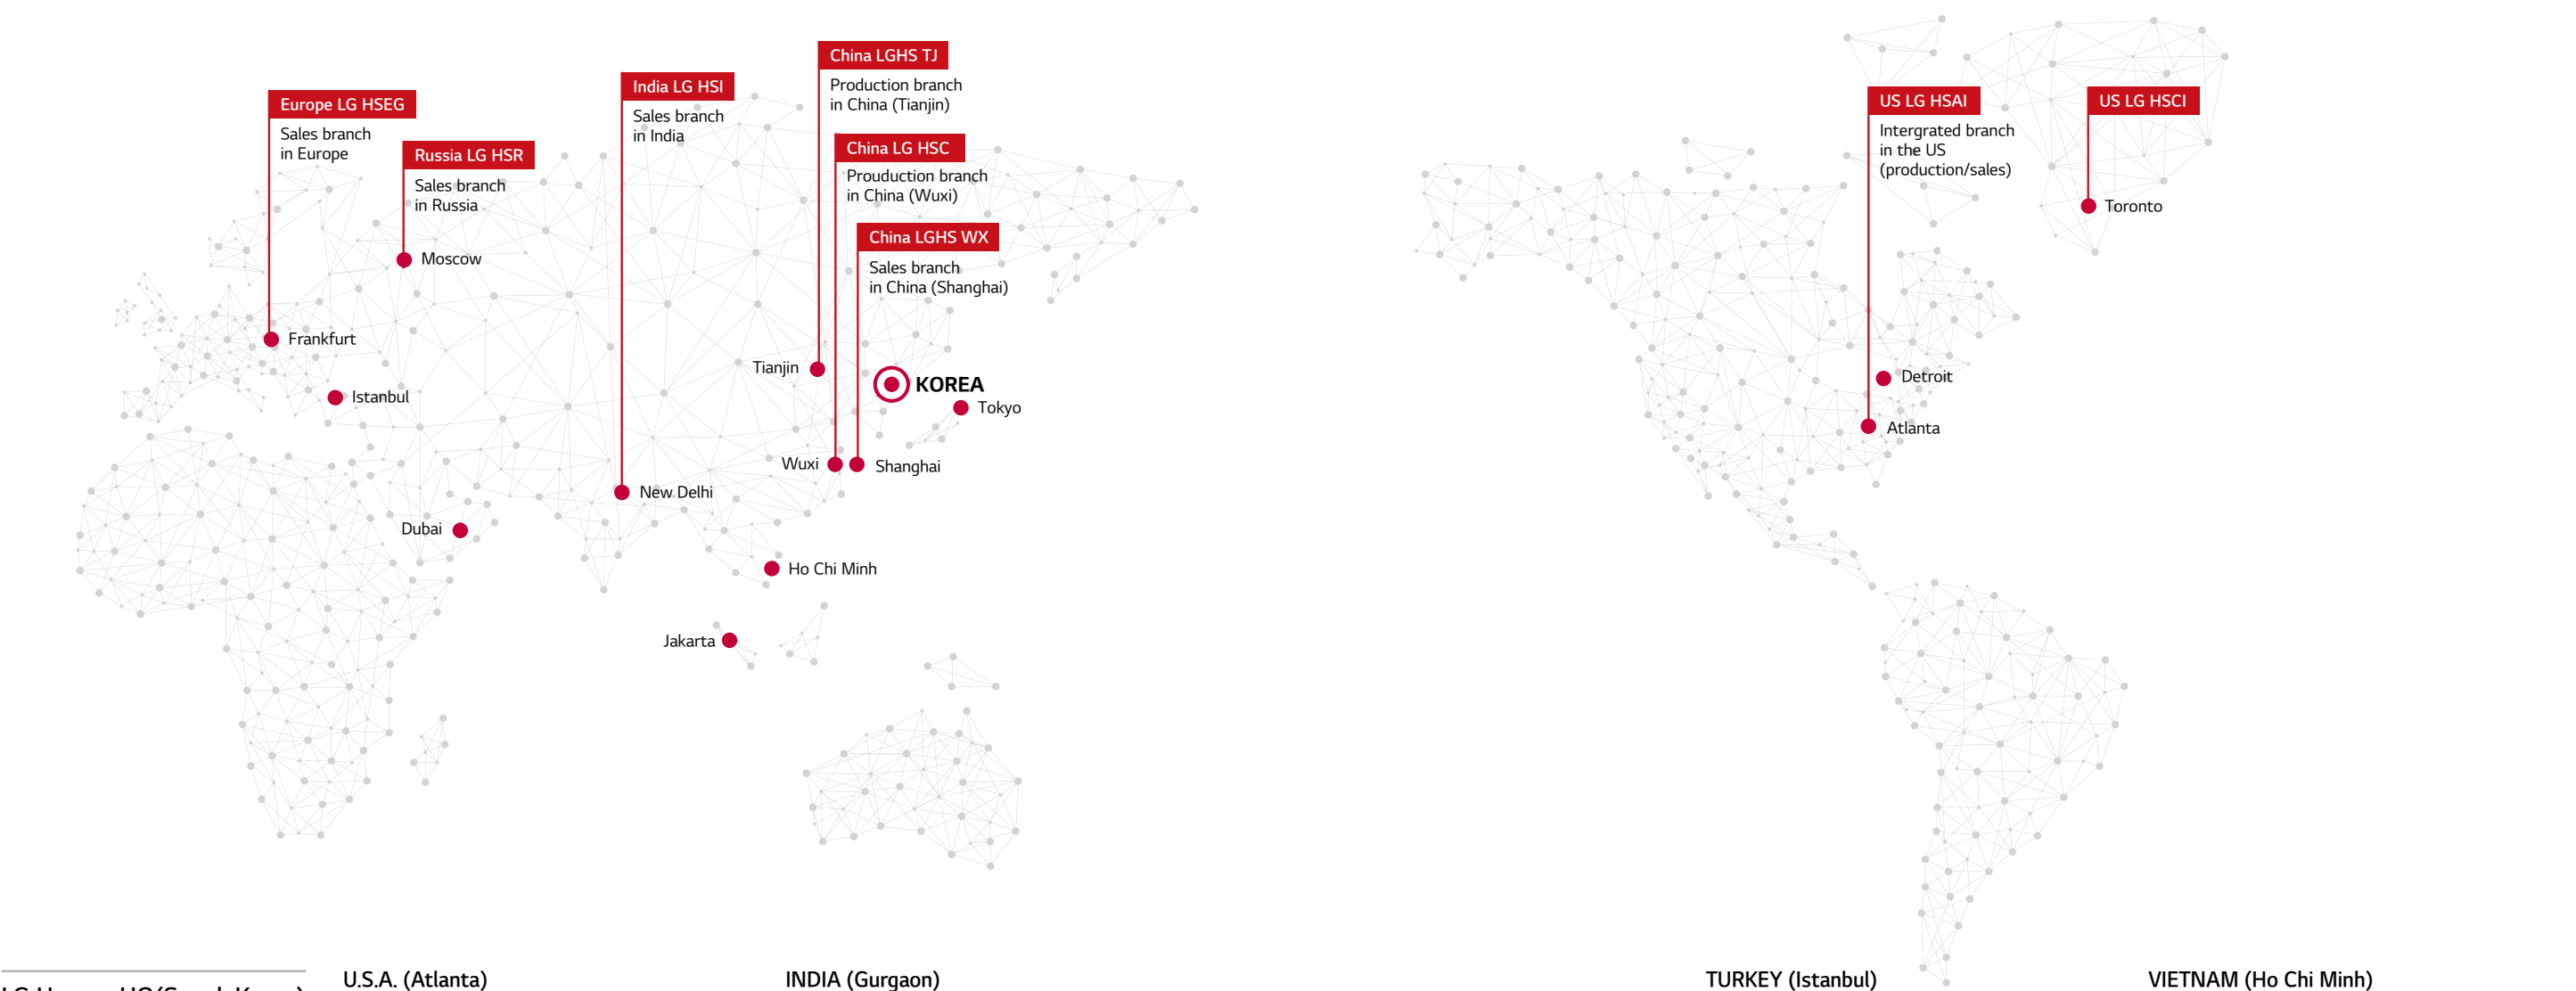 China LGHS TJ
Production branch
in China (Tianjin)
India LG HSI
Sales branch
in India
Europe LG HSEG
Sales branch
in Europe
Russia LG HSR
Sales branch
in Russia
China LG HSC
Prouduction branch
in China (Wuxi)
China LGHS WX
Sales branch
in China (Shanghai)
US LG HSAI
Intergrated branch
in the US
(production/sales)
US LG HSCI
Toronto
Moscow
Frankfurt
Istanbul
Tianjin
KOREA
Tokyo
Detroit
Atlanta
Wuxi
Shanghai
New Delhi
Dubai
Ho Chi Minh
Jakarta
U.S.A. (Atlanta)
INDIA (Gurgaon)
TURKEY (Istanbul)
VIETNAM (Ho Chi Minh)